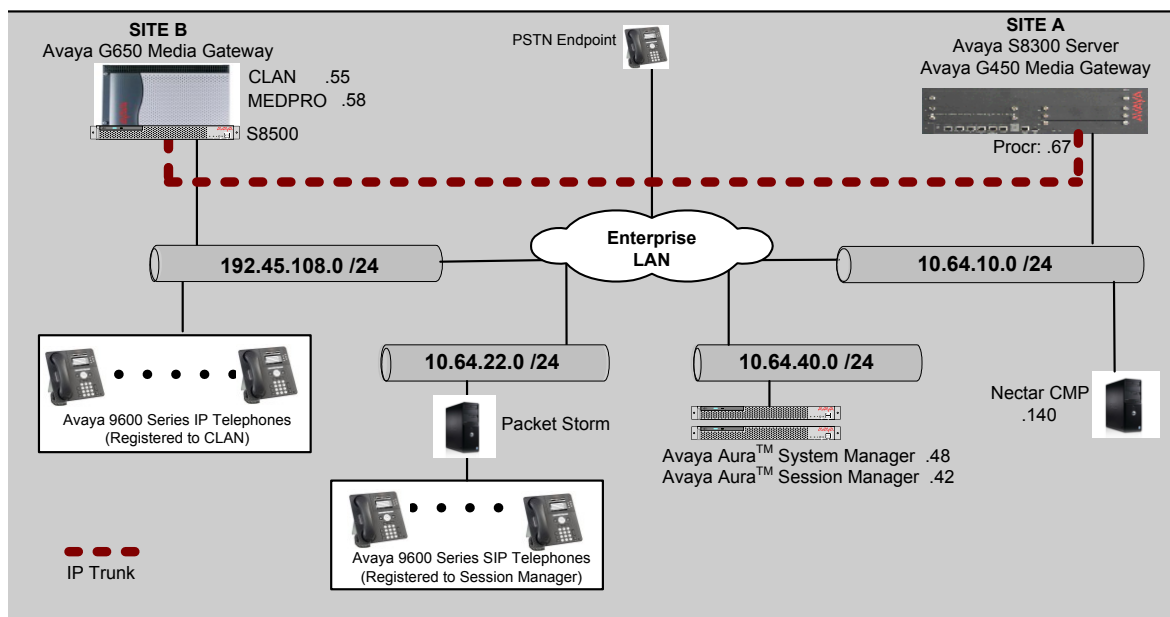 SITE B
Avaya G650 Media Gateway
CLAN .55
MEDPRO .58
S8500
PSTN Endpoint
SITE A
Avaya S8300 Server
Avaya G450 Media Gateway
AVAYA
Procr: .67
Enterprise
LAN
192.45.108.0 /24
10.64.10.0 /24
10.64.22.0 /24
10.64.40.0 /24
Avaya 9600 Series IP Telephones
(Registered to CLAN)
Packet Storm
Nectar CMP
.140
Avaya Aura™ System Manager .48
Avaya Aura™ Session Manager .42
Avaya 9600 Series SIP Telephones
(Registered to Session Manager)
IP Trunk